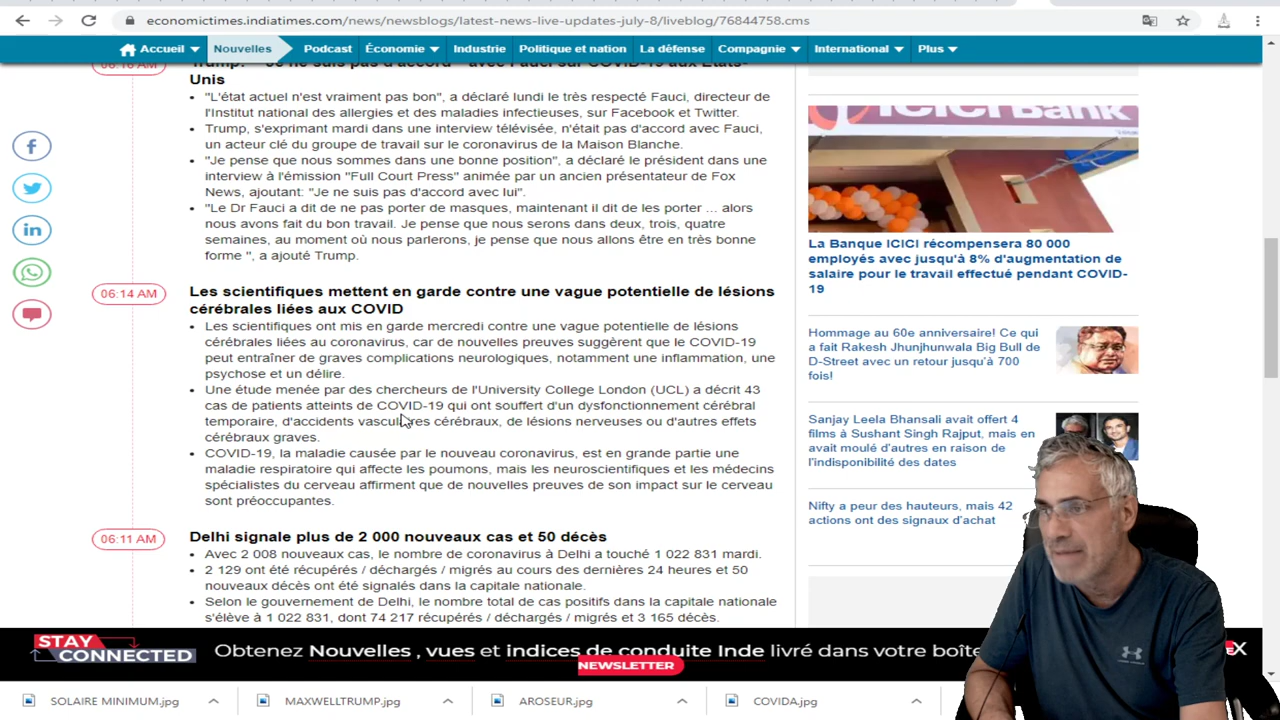 economictimes.indiatimes.com/news/newsblogs/latest-news-live-updates-july-8/liveblog/76844758.cms
Accueil Nouvelles Podcast Économie Industrie Politique et nation La défense Compagnie International Plus
06:16 AM
Trump: "Je ne suis pas d'accord" avec Fauci sur COVID-19 aux États-
Unis
"L'état actuel n'est vraiment pas bon", a déclaré lundi le très respecté Fauci, directeur de
l'Institut national des allergies et des maladies infectieuses, sur Facebook et Twitter.
Trump, s'exprimant mardi dans une interview télévisée, n'était pas d'accord avec Fauci,
un acteur clé du groupe de travail sur le coronavirus de la Maison Blanche.
"Je pense que nous sommes dans une bonne position", a déclaré le président dans une
interview à l'émission "Full Court Press" animée par un ancien présentateur de Fox
News, ajoutant: "Je ne suis pas d'accord avec lui".
"Le Dr Fauci a dit de ne pas porter de masques, maintenant il dit de les porter ... alors
nous avons fait du bon travail. Je pense que nous serons dans deux, trois, quatre
semaines, au moment où nous parlerons, je pense que nous allons être en très bonne
forme ", a ajouté Trump.
06:14 AM
Les scientifiques mettent en garde contre une vague potentielle de lésions
cérébrales liées aux COVID
Les scientifiques ont mis en garde mercredi contre une vague potentielle de lésions
cérébrales liées au coronavirus, car de nouvelles preuves suggèrent que le COVID-19
peut entraîner de graves complications neurologiques, notamment une inflammation, une
psychose et un délire.
Une étude menée par des chercheurs de l'University College London (UCL) a décrit 43
cas de patients atteints de COVID-19 qui ont souffert d'un dysfonctionnement cérébral
temporaire, d'accidents vasculaires cérébraux, de lésions nerveuses ou d'autres effets
cérébraux graves.
COVID-19, la maladie causée par le nouveau coronavirus, est en grande partie une
maladie respiratoire qui affecte les poumons, mais les neuroscientifiques et les médecins
spécialistes du cerveau affirment que de nouvelles preuves de son impact sur le cerveau
sont préoccupantes.
06:11 AM
Delhi signale plus de 2 000 nouveaux cas et 50 décès
Avec 2 008 nouveaux cas, le nombre de coronavirus à Delhi a touché 1 022 831 mardi.
2 129 ont été récupérés / déchargés / migrés au cours des dernières 24 heures et 50
nouveaux décès ont été signalés dans la capitale nationale.
Selon le gouvernement de Delhi, le nombre total de cas positifs dans la capitale nationale
s'élève à 1 022 831, dont 74 217 récupérés / déchargés / migrés et 3 165 décès.
ICICI Bank
La Banque ICICI récompensera 80 000
employés avec jusqu'à 8% d'augmentation de
salaire pour le travail effectué pendant COVID-
19
Hommage au 60e anniversaire! Ce qui
a fait Rakesh Jhunjhunwala Big Bull de
D-Street avec un retour jusqu'à 700
fois!
Sanjay Leela Bhansali avait offert 4
films à Sushant Singh Rajput, mais en
avait moulé d'autres en raison de
l'indisponibilité des dates
Nifty a peur des hauteurs, mais 42
actions ont des signaux d'achat
STAY
CONNECTED
Obtenez Nouvelles , vues et indices de conduite Inde livré dans votre boîte
NEWSLETTER
X
SOLAIRE MINIMUM.jpg
MAXWELLTRUMP.jpg
AROSEUR.jpg
COVIDA.jpg